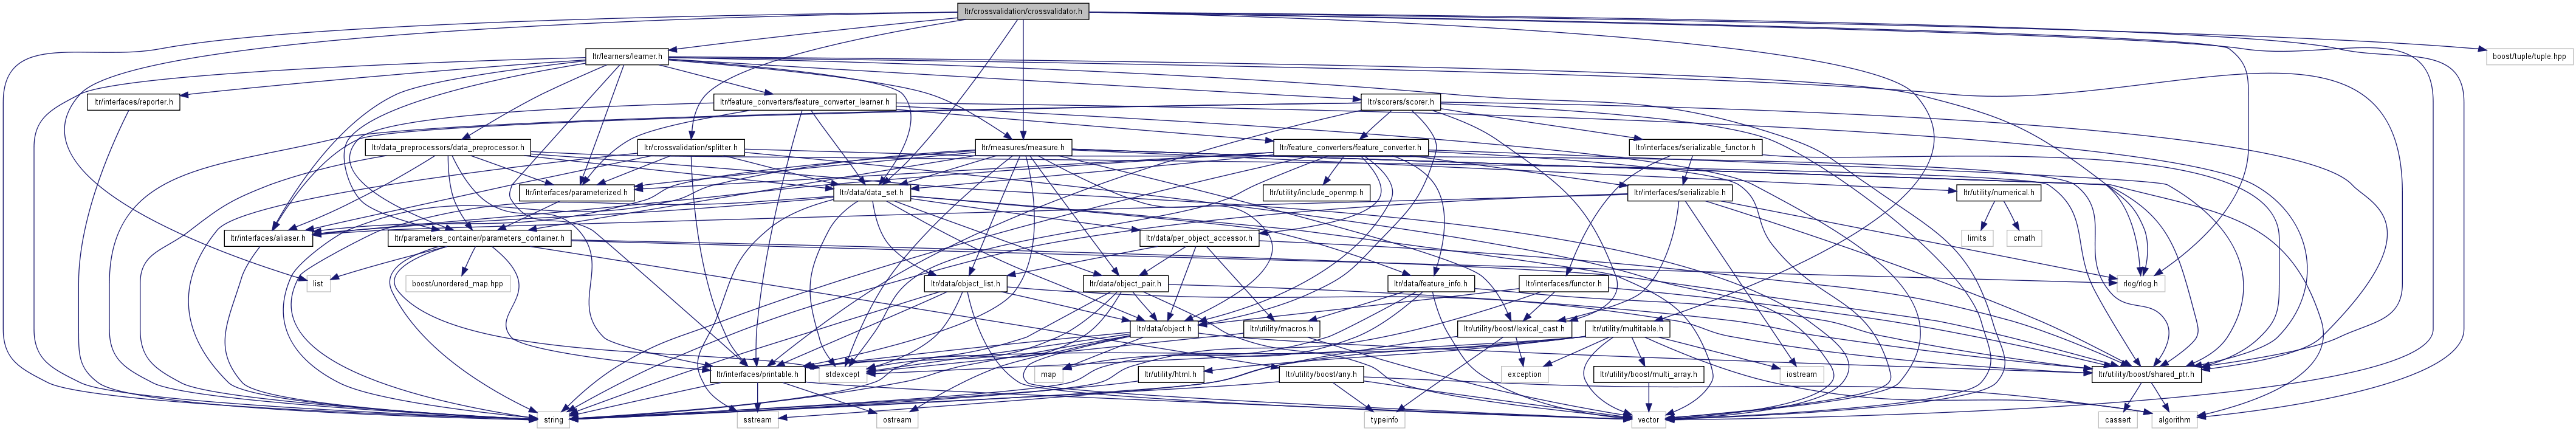 ltr/crossvalidation/crossvalidator.h
ltr/learners/learner.h
boost/tuple/tuple.hpp
ltr/interfaces/reporter.h
ltr/feature_converters/feature_converter_learner.h
ltr/scorers/scorer.h
ltr/data_preprocessors/data_preprocessor.h
ltr/crossvalidation/splitter.h
ltr/measures/measure.h
ltr/feature_converters/feature_converter.h
ltr/interfaces/serializable_functor.h
ltr/interfaces/parameterized.h
ltr/data/data_set.h
ltr/utility/include_openmp.h
ltr/interfaces/serializable.h
ltr/utility/numerical.h
ltr/interfaces/aliaser.h
ltr/parameters_container/parameters_container.h
ltr/data/per_object_accessor.h
limits
cmath
list
boost/unordered_map.hpp
ltr/data/object_list.h
ltr/data/object_pair.h
ltr/data/feature_info.h
ltr/interfaces/functor.h
rlog/rlog.h
ltr/data/object.h
ltr/utility/macros.h
ltr/utility/boost/lexical_cast.h
ltr/utility/multitable.h
ltr/interfaces/printable.h
stdexcept
map
ltr/utility/html.h
ltr/utility/boost/any.h
exception
ltr/utility/boost/multi_array.h
iostream
ltr/utility/boost/shared_ptr.h
string
sstream
ostream
typeinfo
vector
cassert
algorithm